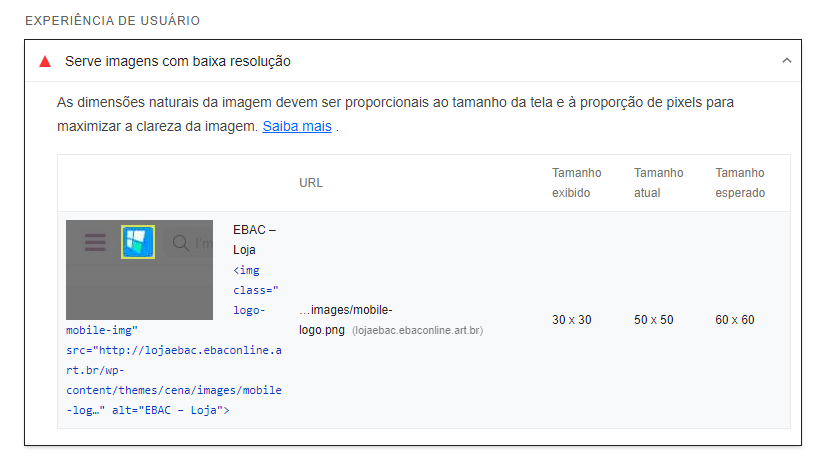 EXPERIÊNCIA DE USUÁRIO
Serve imagens com baixa resolução
As dimensões naturais da imagem devem ser proporcionais ao tamanho da tela e à proporção de pixels para
maximizar a clareza da imagem. Saiba mais .
URL
Tamanho exibido
Tamanho atual
Tamanho esperado
I'm
EBAC –
Loja
<img
class="
logo-
mobile-img"
src="http://lojaebac.ebaconline.a
rt.br/wp-
content/themes/cena/images/mobile
-log…" alt="EBAC – Loja">
…images/mobile-
logo.png (lojaebac.ebaconline.art.br)
30 x 30
50 x 50
60 x 60